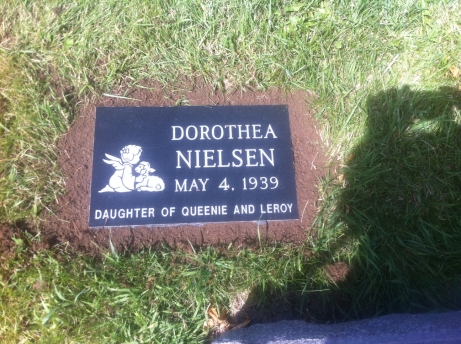 DOROTHEA
NIELSEN
MAY 4, 1939
DAUGHTER OF QUEENIE AND LEROY